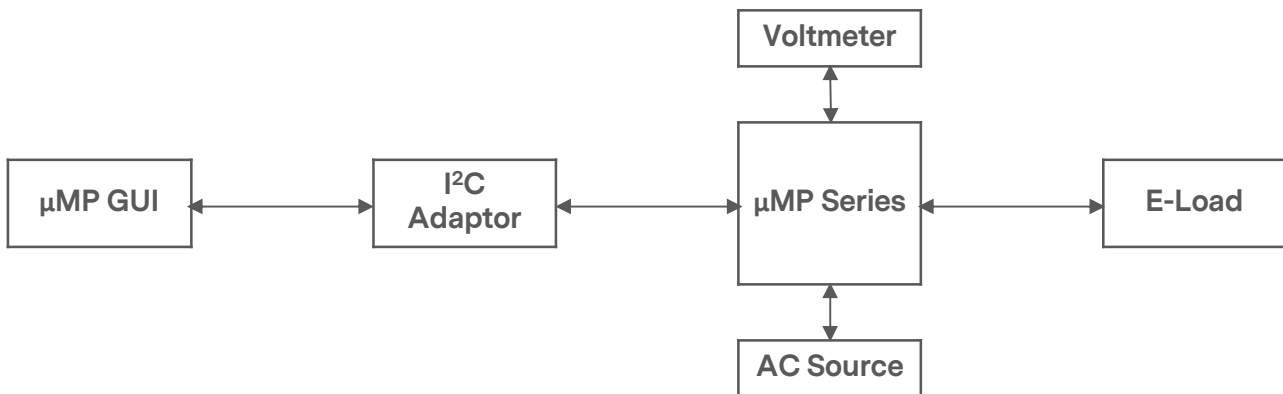 Voltmeter
μMP GUI
I²C
Adaptor
μMP Series
E-Load
AC Source